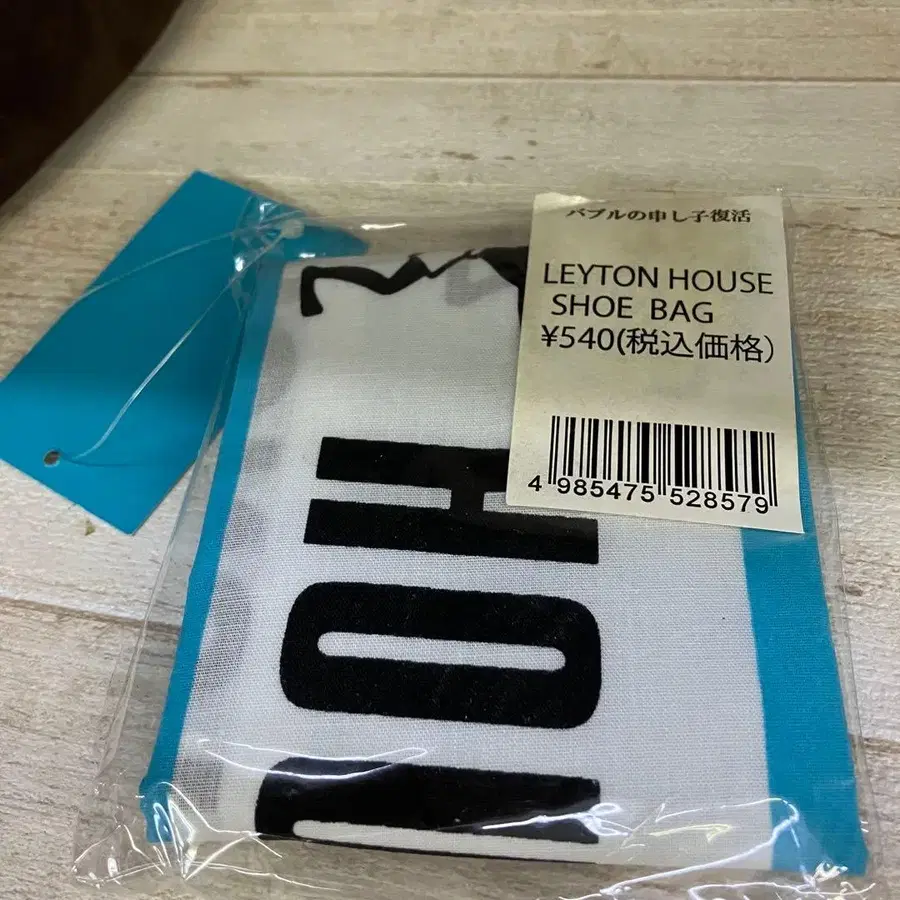 バブルの申し子復活
LEYTON HOUSE
SHOE BAG
¥540(税込価格)
4 985475 528579
HOU